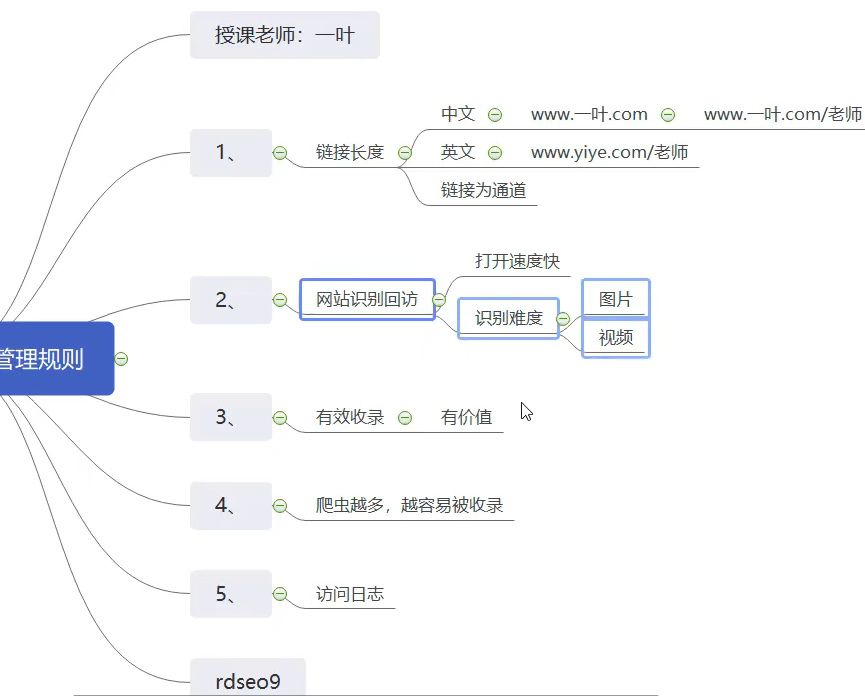 授课老师：一叶
1、
链接长度
中文
www.一叶.com
www.一叶.com/老师
英文
www.yiye.com/老师
链接为通道
2、
网站识别回访
打开速度快
识别难度
图片
视频
管理规则
3、
有效收录
有价值
4、
爬虫越多，越容易被收录
5、
访问日志
rdseo9